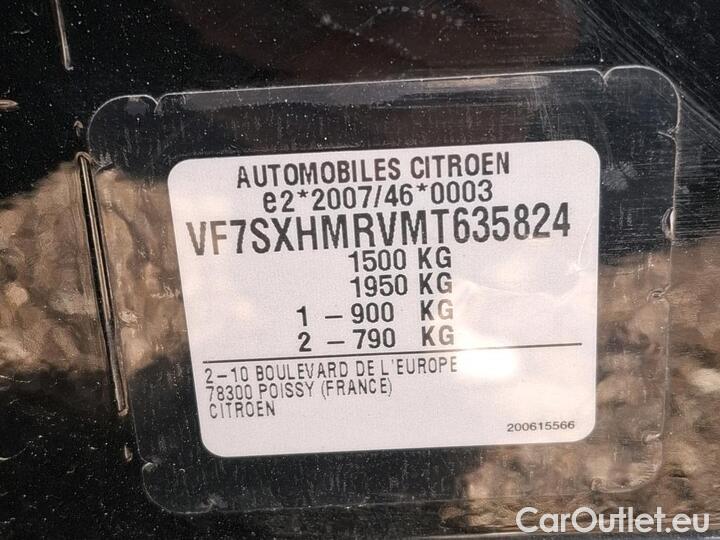 AUTOMOBILES CITROEN
e2*2007/46*0003
VF7SXHMRVMT635824
1500 KG
1950 KG
1 - 900 KG
2 - 790 KG
2-10 BOULEVARD DE L'EUROPE
78300 POISSY (FRANCE)
CITROEN
200615566
CarOutlet.eu